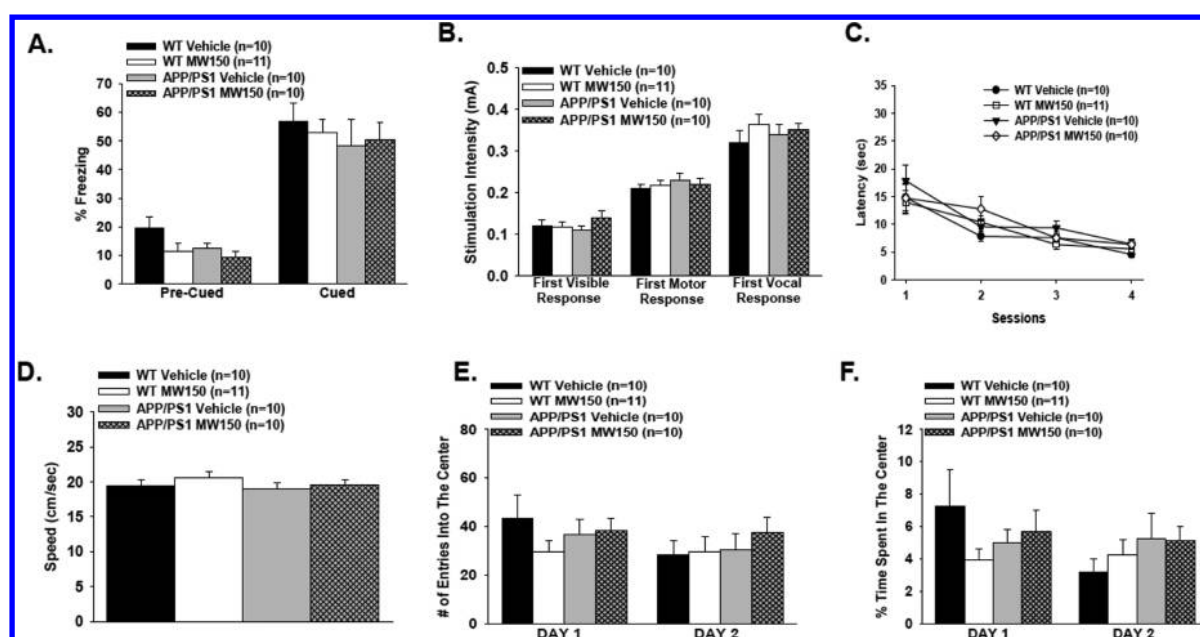 A.
WT Vehicle (n=10)
WT MW150 (n=11)
APP/PS1 Vehicle (n=10)
APP/PS1 MW150 (n=10)
% Freezing
70
60
50
40
30
20
10
0
Pre-Cued
Cued
B.
WT Vehicle (n=10)
WT MW150 (n=11)
APP/PS1 Vehicle (n=10)
APP/PS1 MW150 (n=10)
Stimulation Intensity (mA)
0.5
0.4
0.3
0.2
0.1
0.0
First Visible
Response
First Motor
Response
First Vocal
Response
C.
WT Vehicle (n=10)
WT MW150 (n=11)
APP/PS1 Vehicle (n=10)
APP/PS1 MW150 (n=10)
Latency (sec)
35
30
25
20
15
10
5
0
1
2
3
4
Sessions
D.
WT Vehicle (n=10)
WT MW150 (n=11)
APP/PS1 Vehicle (n=10)
APP/PS1 MW150 (n=10)
Speed (cm/sec)
30
25
20
15
10
5
0
E.
WT Vehicle (n=10)
WT MW150 (n=11)
APP/PS1 Vehicle (n=10)
APP/PS1 MW150 (n=10)
# of Entries Into The Center
80
60
40
20
0
DAY 1
DAY 2
F.
WT Vehicle (n=10)
WT MW150 (n=11)
APP/PS1 Vehicle (n=10)
APP/PS1 MW150 (n=10)
% Time Spent In The Center
12
10
8
6
4
2
0
DAY 1
DAY 2